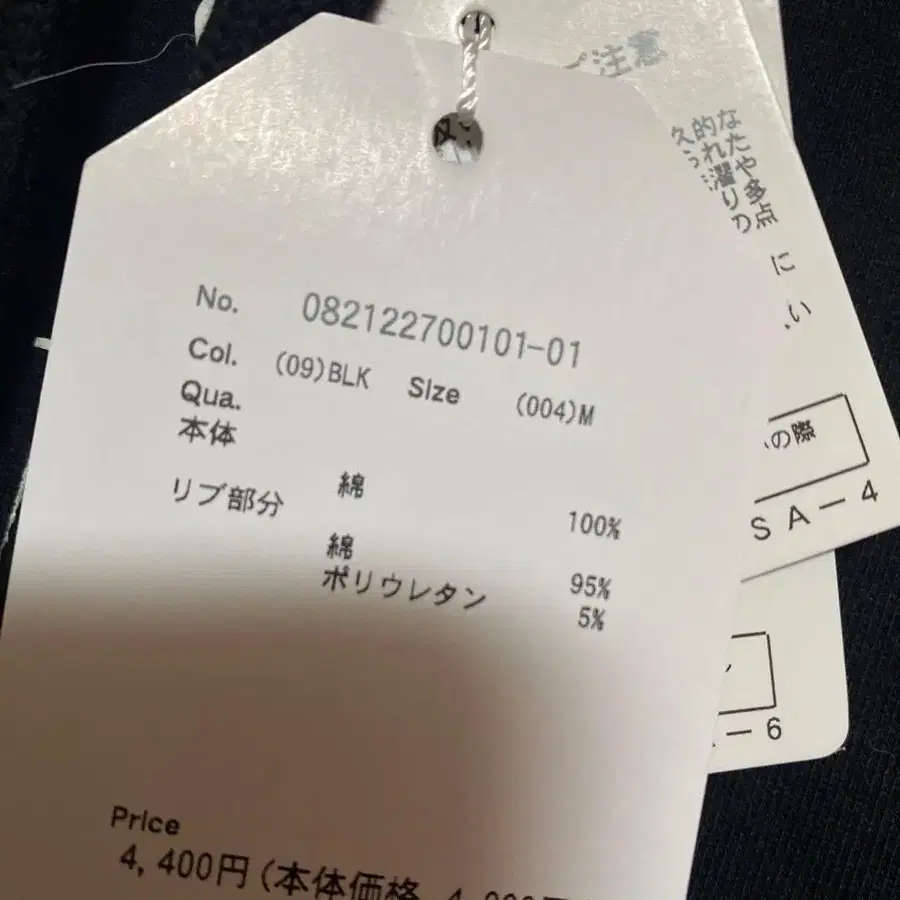 No. 082122700101-01
Col. (09)BLK Size (004)M
Qua.
本体
綿 100%
リブ部分
綿 95%
ポリウレタン 5%
Price
4,400円(本体価格
注意
的な
れたや
濯り多
の点
に
い
の際
SA-4
-6